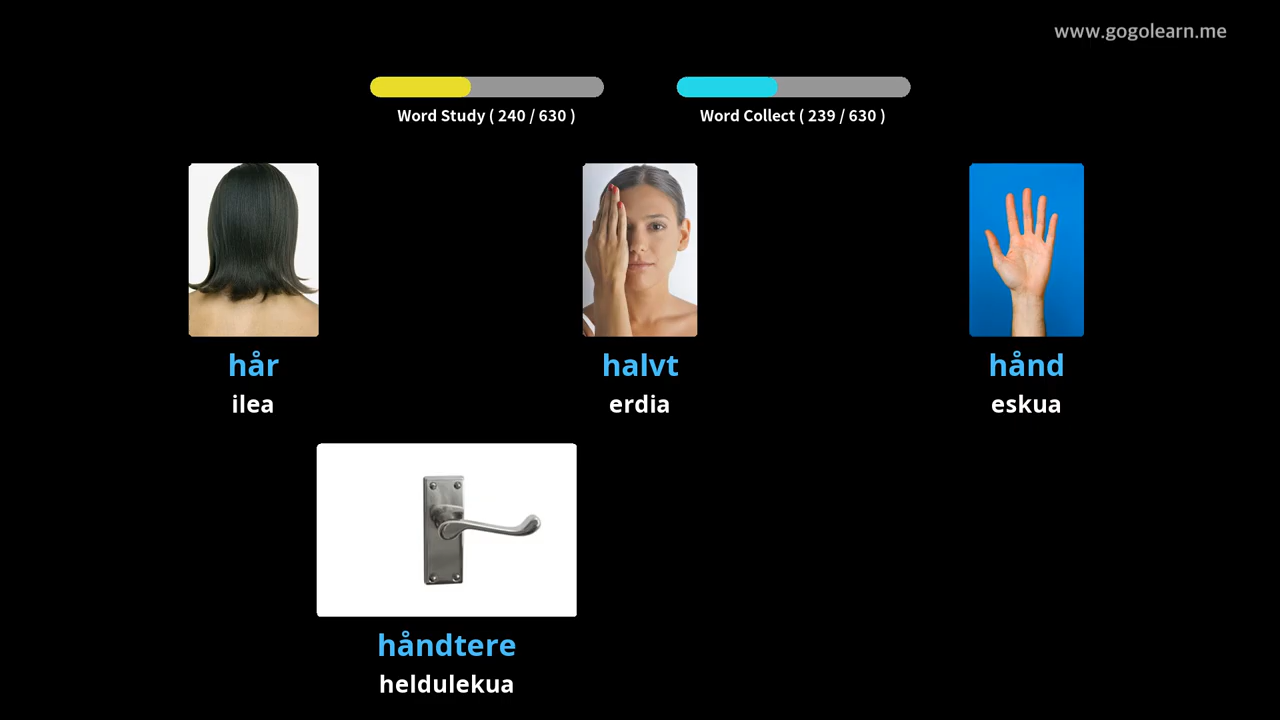 www.gogolearn.me
Word Study ( 240 / 630 )
Word Collect ( 239 / 630 )
hår
ilea
halvt
erdia
hånd
eskua
håndtere
heldulekua